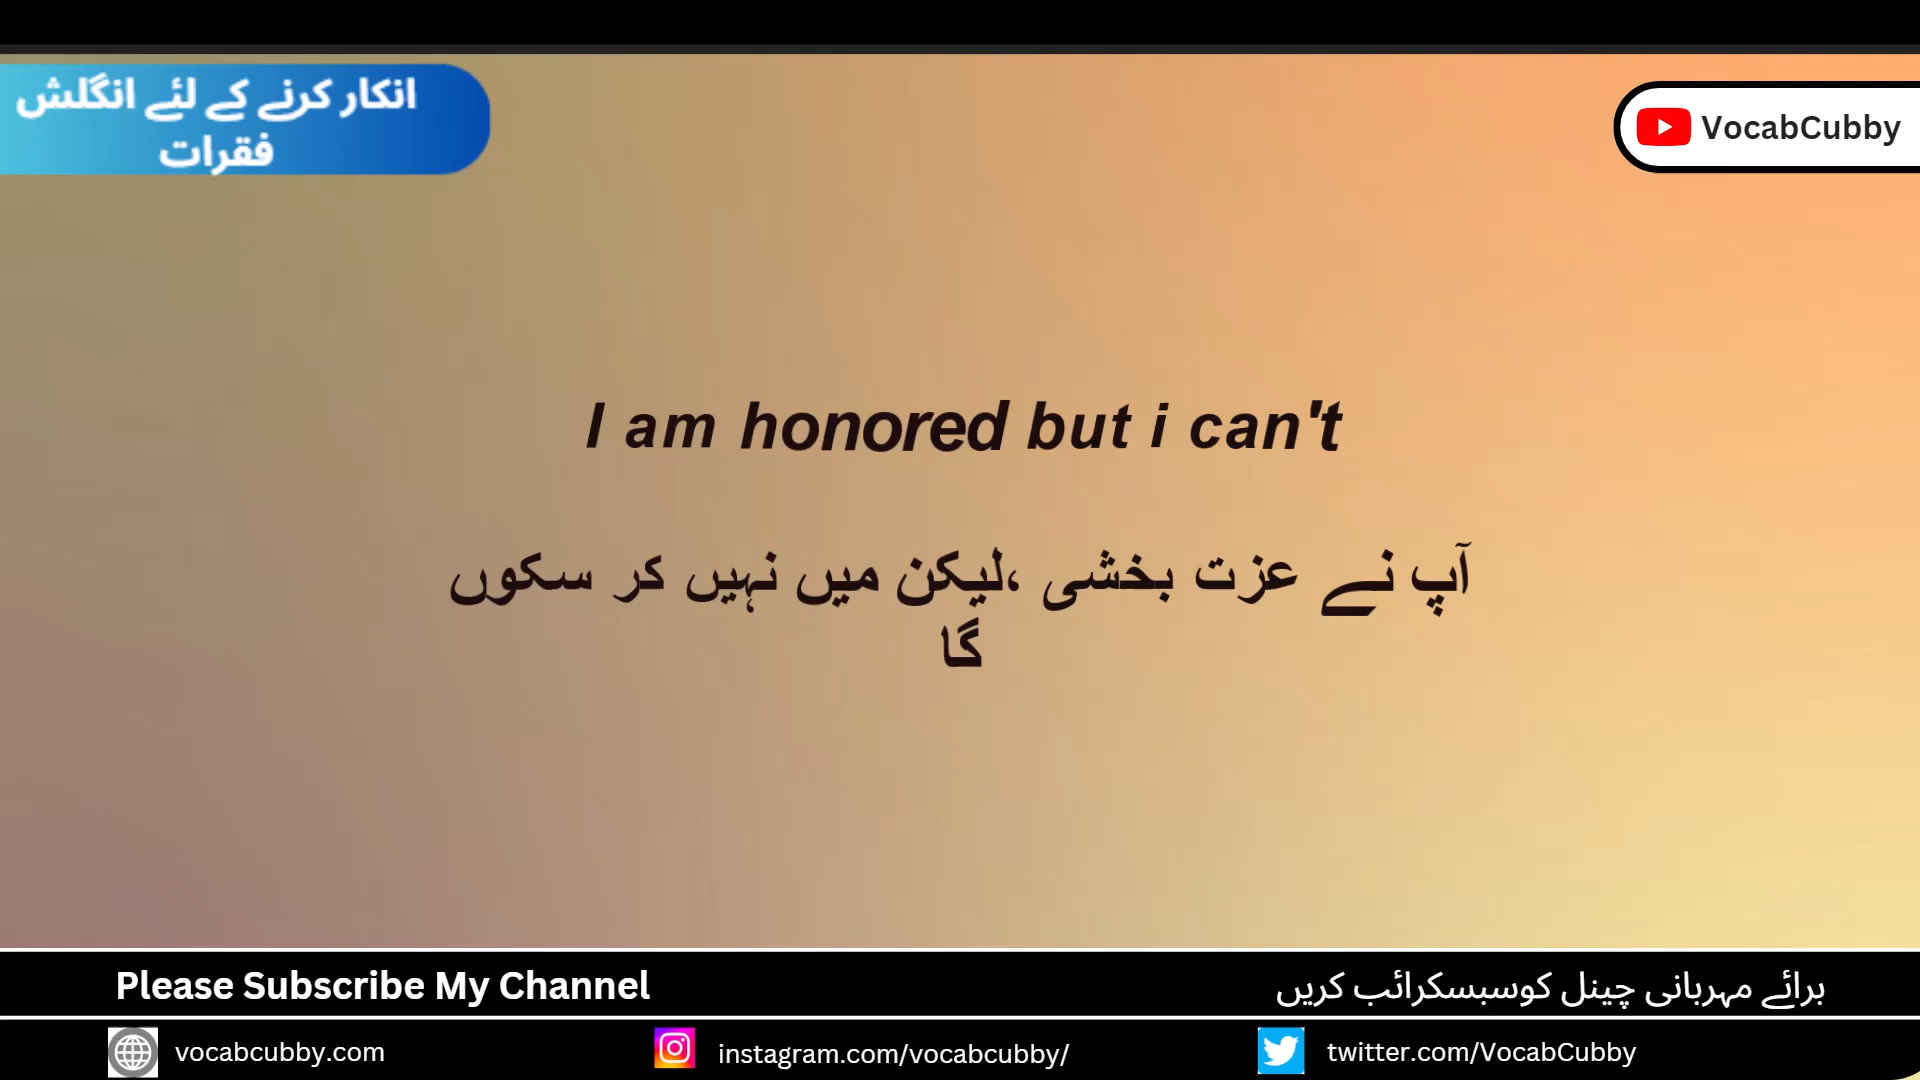 انکار کرنے کے لئے انگلش
فقرات
VocabCubby
I am honored but i can't
آپ نے عزت بخشی ،لیکن میں نہیں کر سکوں
گا
Please Subscribe My Channel
برائے مہربانی چینل کوسبسکرائب کریں
vocabcubby.com
instagram.com/vocabcubby/
twitter.com/VocabCubby